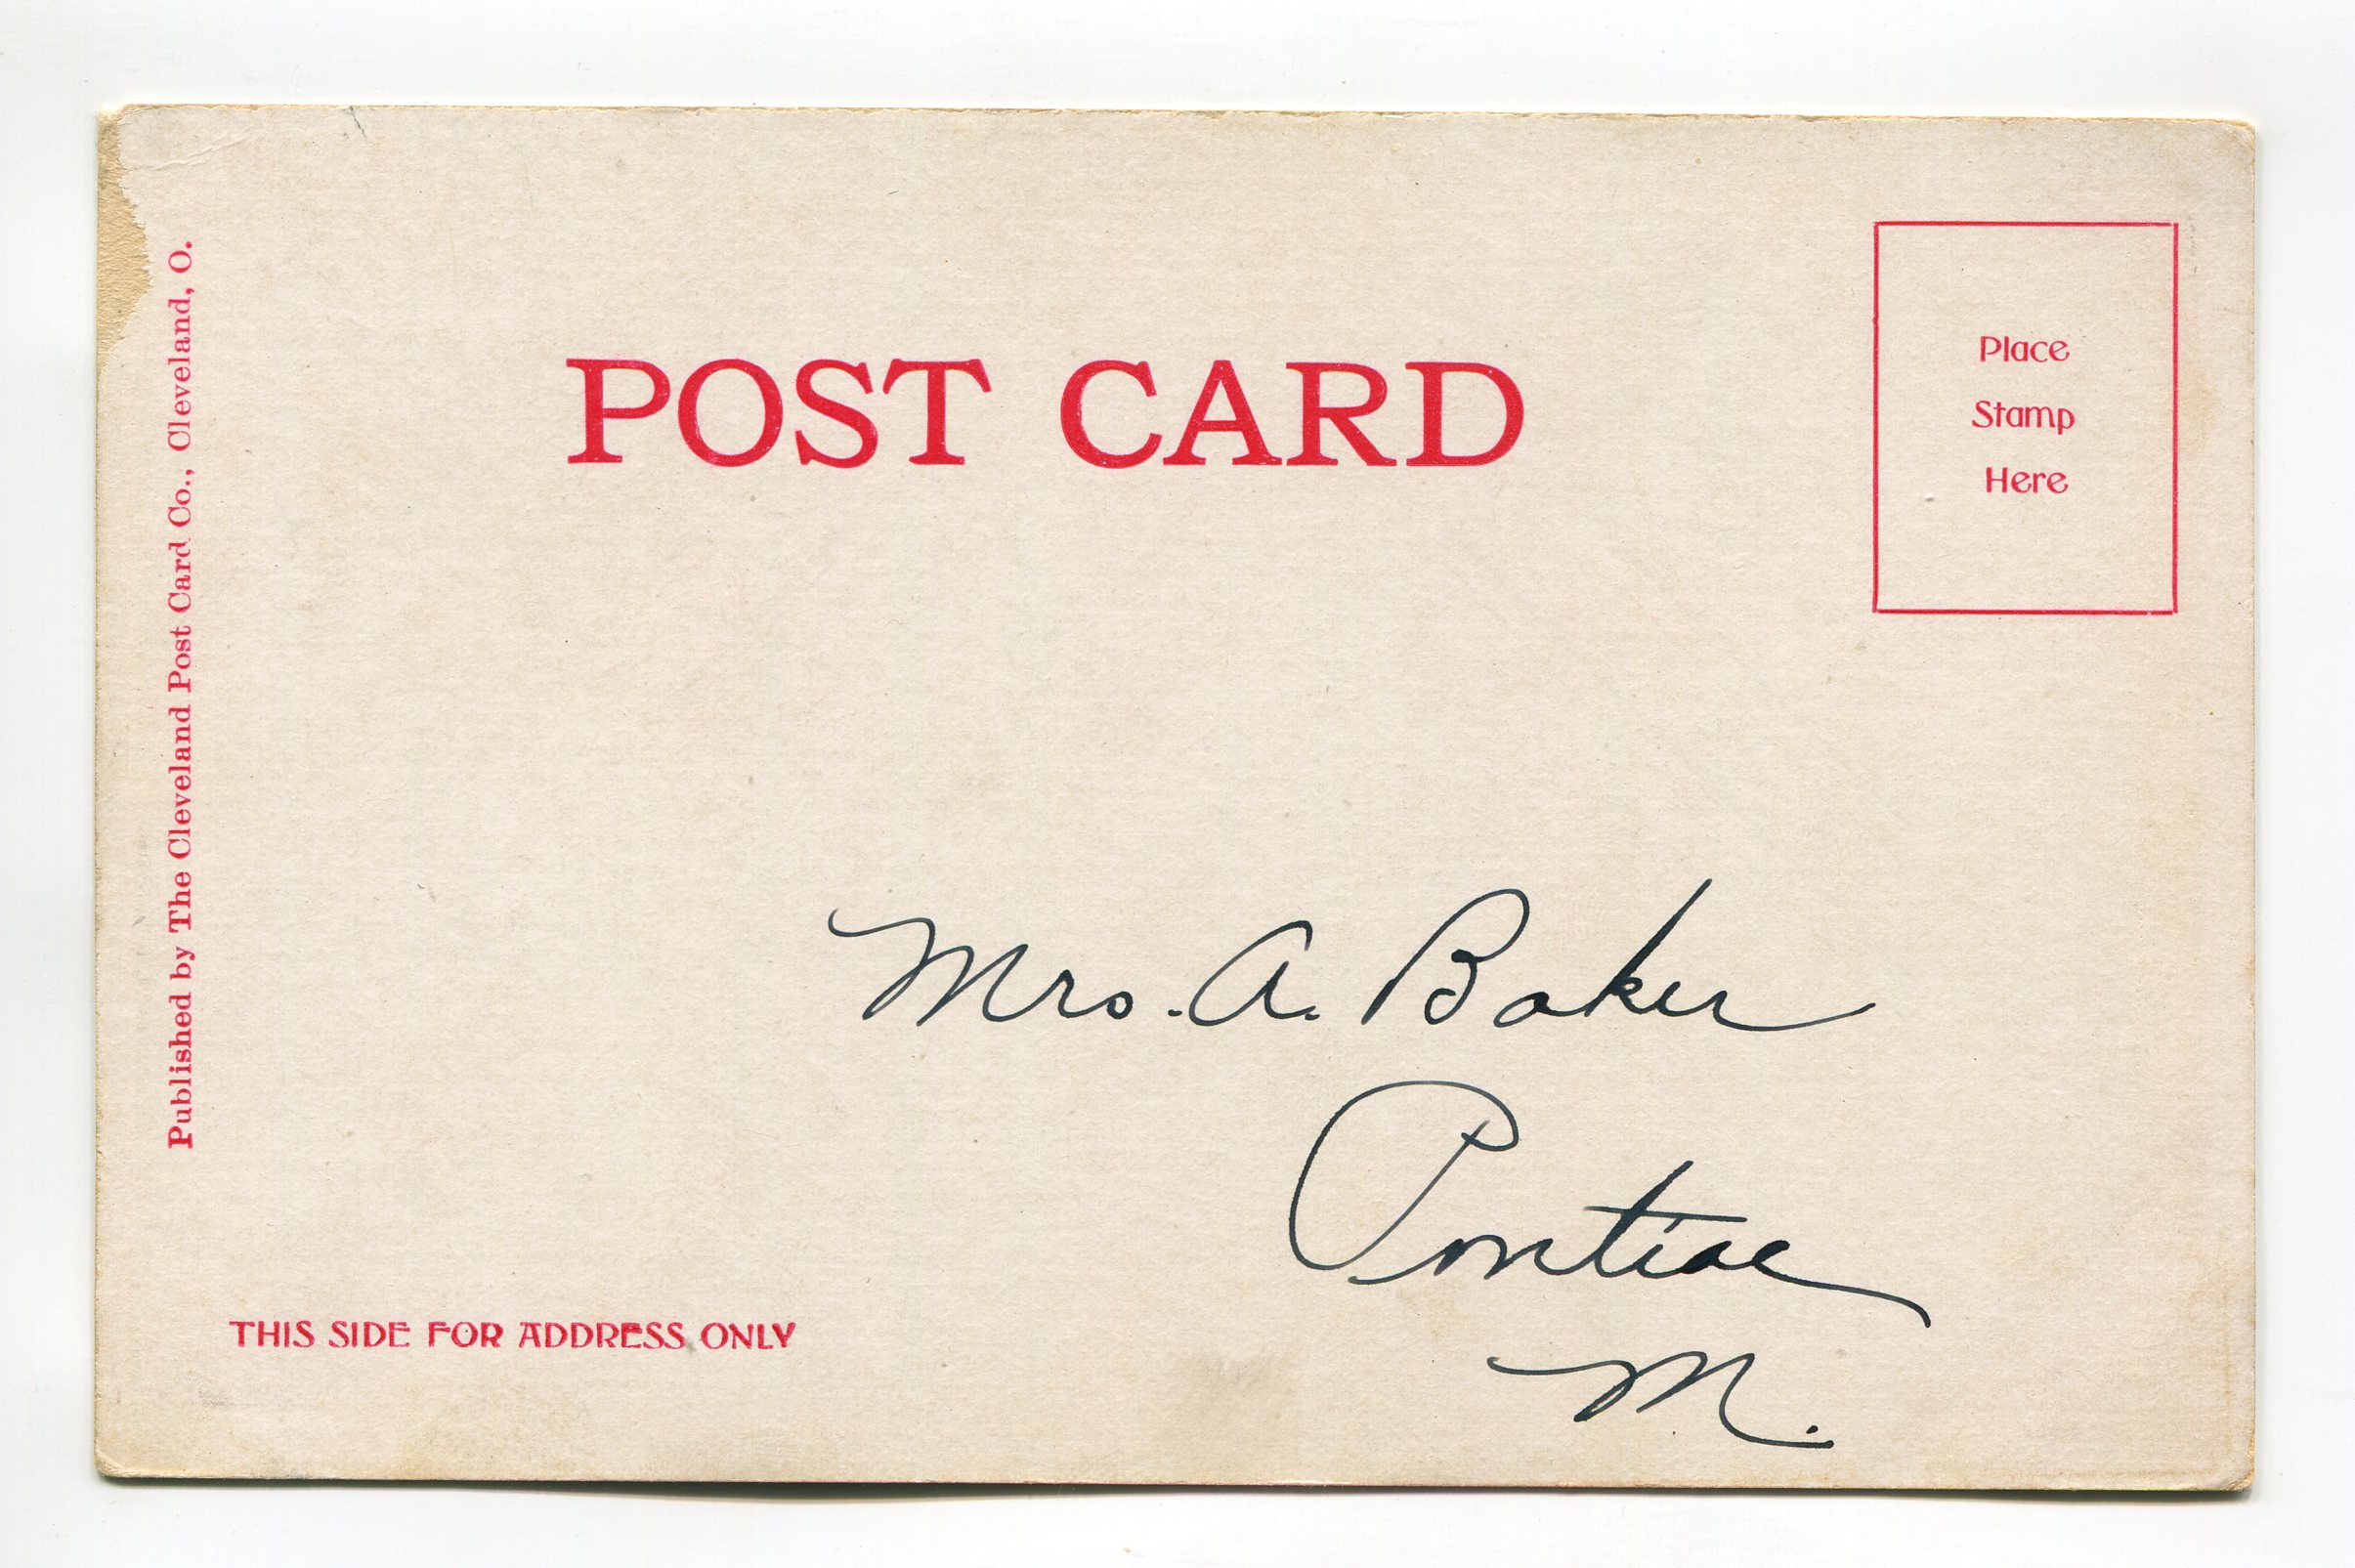 POST CARD
Place
Stamp
Here
Published by The Cleveland Post Card Co., Cleveland, O.
Mrs. A. Baker
Pontiac
M.
THIS SIDE FOR ADDRESS ONLY